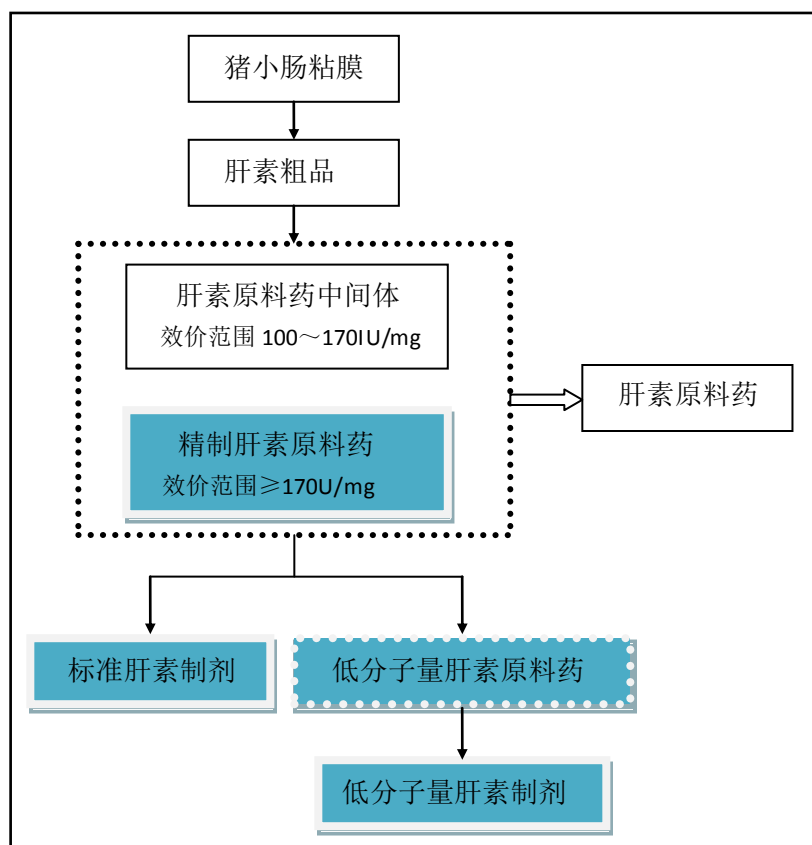 猪小肠粘膜
肝素粗品
肝素原料药中间体
效价范围 100～170IU/mg
肝素原料药
精制肝素原料药
效价范围≥170U/mg
标准肝素制剂
低分子量肝素原料药
低分子量肝素制剂